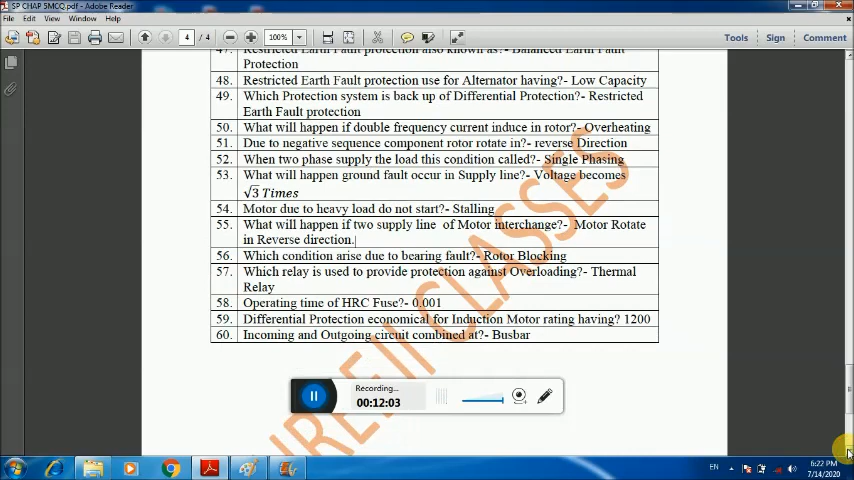 SP CHAP 5MCQ.pdf - Adobe Reader
File Edit View Window Help
4 / 4 100% Tools Sign Comment
47. Restricted Earth Fault protection also known as?- Balanced Earth Fault
Protection
48. Restricted Earth Fault protection use for Alternator having?- Low Capacity
49. Which Protection system is back up of Differential Protection?- Restricted
Earth Fault protection
50. What will happen if double frequency current induce in rotor?- Overheating
51. Due to negative sequence component rotor rotate in?- reverse Direction
52. When two phase supply the load this condition called?- Single Phasing
53. What will happen ground fault occur in Supply line?- Voltage becomes
√3 Times
54. Motor due to heavy load do not start?- Stalling
55. What will happen if two supply line of Motor interchange?- Motor Rotate
in Reverse direction.
56. Which condition arise due to bearing fault?- Rotor Blocking
57. Which relay is used to provide protection against Overloading?- Thermal
Relay
58. Operating time of HRC Fuse?- 0.001
59. Differential Protection economical for Induction Motor rating having? 1200
60. Incoming and Outgoing circuit combined at?- Busbar
Recording...
00:12:03
EN
6:22 PM
7/14/2020